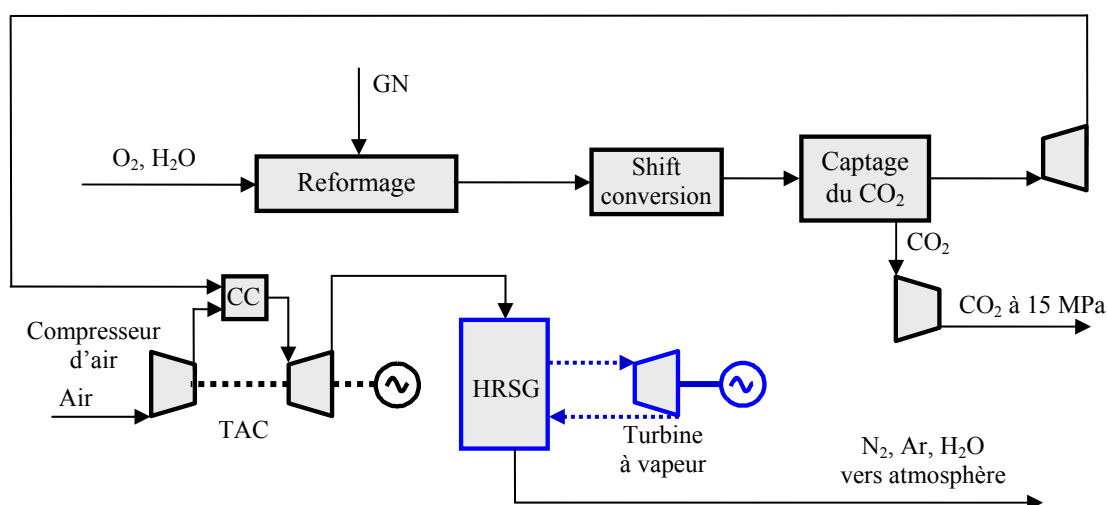 GN
O₂, H₂O
Reformage
Shift
conversion
Captage
du CO₂
CO₂
CO₂ à 15 MPa
CC
Compresseur
d'air
Air
TAC
HRSG
Turbine
à vapeur
N₂, Ar, H₂O
vers atmosphère